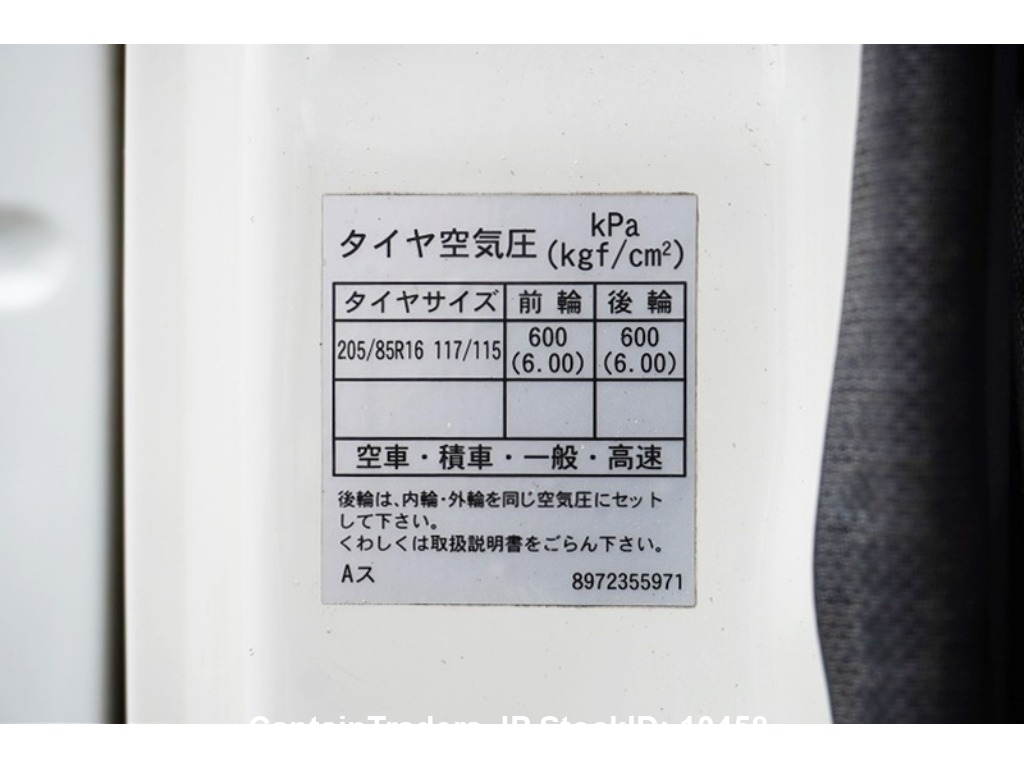 タイヤ空気圧 kPa
(kgf/cm²)
タイヤサイズ 前輪 後輪
205/85R16 117/115 600 600
(6.00) (6.00)
空車・積車・一般・高速
後輪は、内輪・外輪を同じ空気圧にセット
して下さい。
くわしくは取扱説明書をごらん下さい。
Aス 8972355971
CaptainTraders JP StockID: 10458